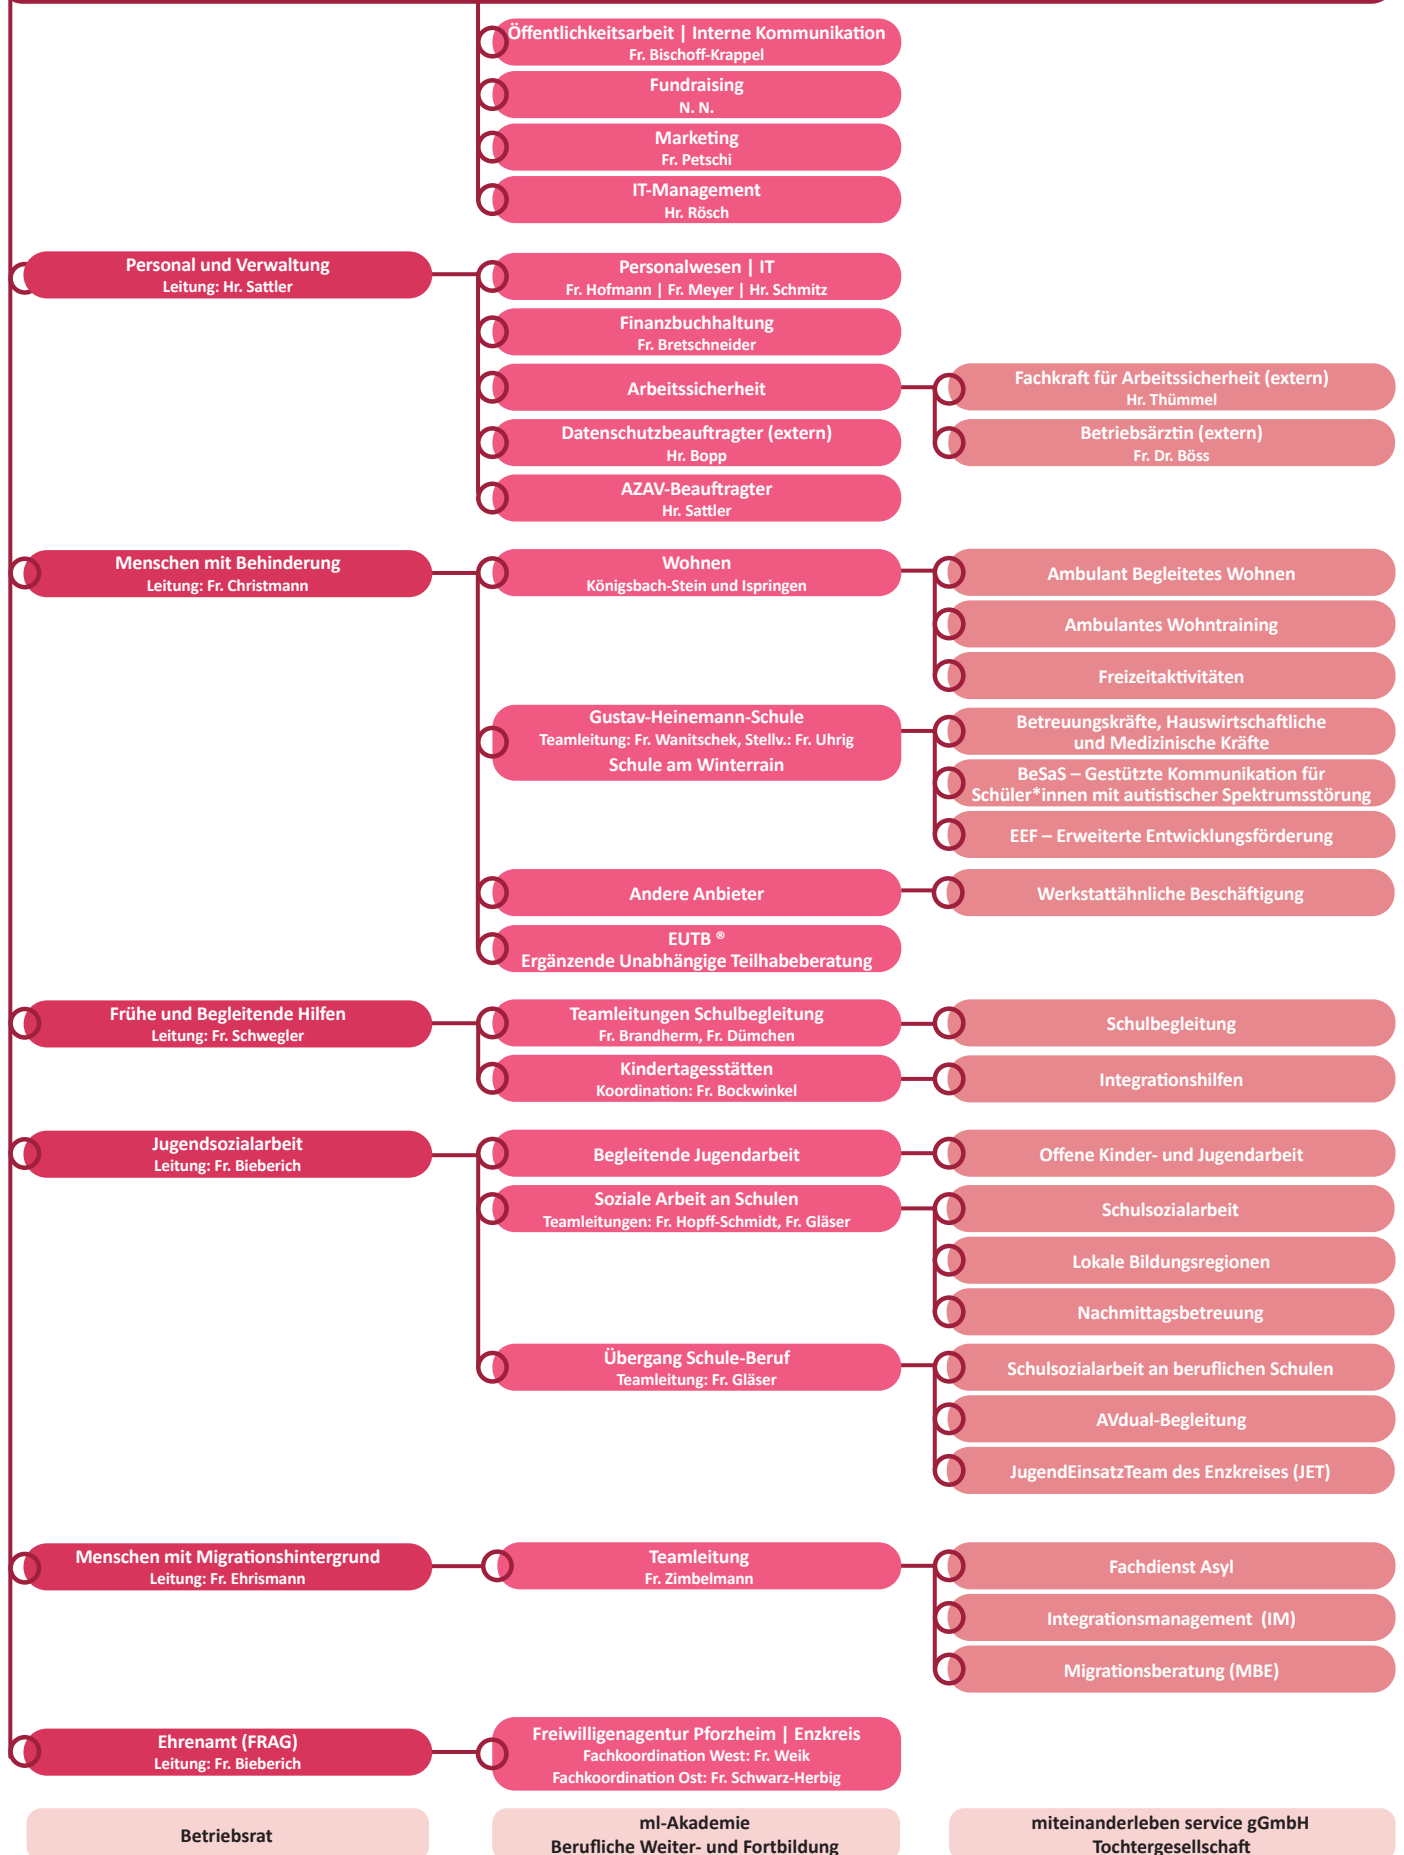 Öffentlichkeitsarbeit | Interne Kommunikation
Fr. Bischoff-Krappel
Fundraising
N. N.
Marketing
Fr. Petschi
IT-Management
Hr. Rösch
Personal und Verwaltung
Leitung: Hr. Sattler
Personalwesen | IT
Fr. Hofmann | Fr. Meyer | Hr. Schmitz
Finanzbuchhaltung
Fr. Bretschneider
Arbeitssicherheit
Fachkraft für Arbeitssicherheit (extern)
Hr. Thümmel
Datenschutzbeauftragter (extern)
Hr. Bopp
Betriebsärztin (extern)
Fr. Dr. Böss
AZAV-Beauftragter
Hr. Sattler
Menschen mit Behinderung
Leitung: Fr. Christmann
Wohnen
Königsbach-Stein und Ispringen
Ambulant Begleitetes Wohnen
Ambulantes Wohntraining
Freizeitaktivitäten
Gustav-Heinemann-Schule
Teamleitung: Fr. Wanitschek, Stellv.: Fr. Uhrig
Schule am Winterrain
Betreuungskräfte, Hauswirtschaftliche
und Medizinische Kräfte
BeSaS – Gestützte Kommunikation für
Schüler*innen mit autistischer Spektrumsstörung
EEF – Erweiterte Entwicklungsförderung
Andere Anbieter
Werkstattähnliche Beschäftigung
EUTB ®
Ergänzende Unabhängige Teilhabeberatung
Frühe und Begleitende Hilfen
Leitung: Fr. Schwegler
Teamleitungen Schulbegleitung
Fr. Brandherm, Fr. Dümchen
Schulbegleitung
Kindertagesstätten
Koordination: Fr. Bockwinkel
Integrationshilfen
Jugendsozialarbeit
Leitung: Fr. Bieberich
Begleitende Jugendarbeit
Offene Kinder- und Jugendarbeit
Soziale Arbeit an Schulen
Teamleitungen: Fr. Hopff-Schmidt, Fr. Gläser
Schulsozialarbeit
Lokale Bildungsregionen
Nachmittagsbetreuung
Übergang Schule-Beruf
Teamleitung: Fr. Gläser
Schulsozialarbeit an beruflichen Schulen
AVdual-Begleitung
JugendEinsatzTeam des Enzkreises (JET)
Menschen mit Migrationshintergrund
Leitung: Fr. Ehrismann
Teamleitung
Fr. Zimbelmann
Fachdienst Asyl
Integrationsmanagement (IM)
Migrationsberatung (MBE)
Ehrenamt (FRAG)
Leitung: Fr. Bieberich
Freiwilligenagentur Pforzheim | Enzkreis
Fachkoordination West: Fr. Weik
Fachkoordination Ost: Fr. Schwarz-Herbig
Betriebsrat
ml-Akademie
Berufliche Weiter- und Fortbildung
miteinanderleben service gGmbH
Tochtergesellschaft